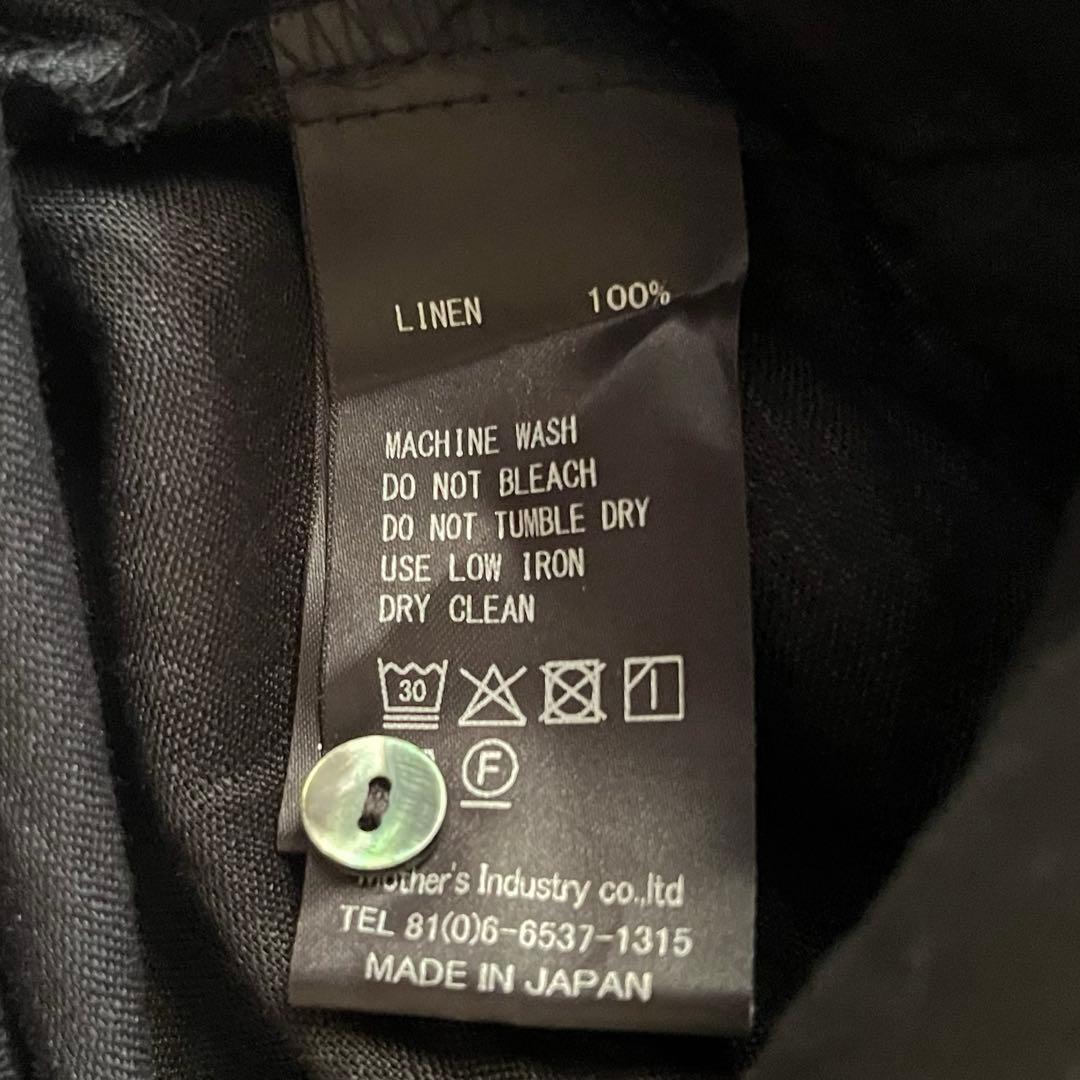 LINEN 100%
MACHINE WASH
DO NOT BLEACH
DO NOT TUMBLE DRY
USE LOW IRON
DRY CLEAN
30
F
mother's Industry co.,ltd
TEL 81(0)6-6537-1315
MADE IN JAPAN